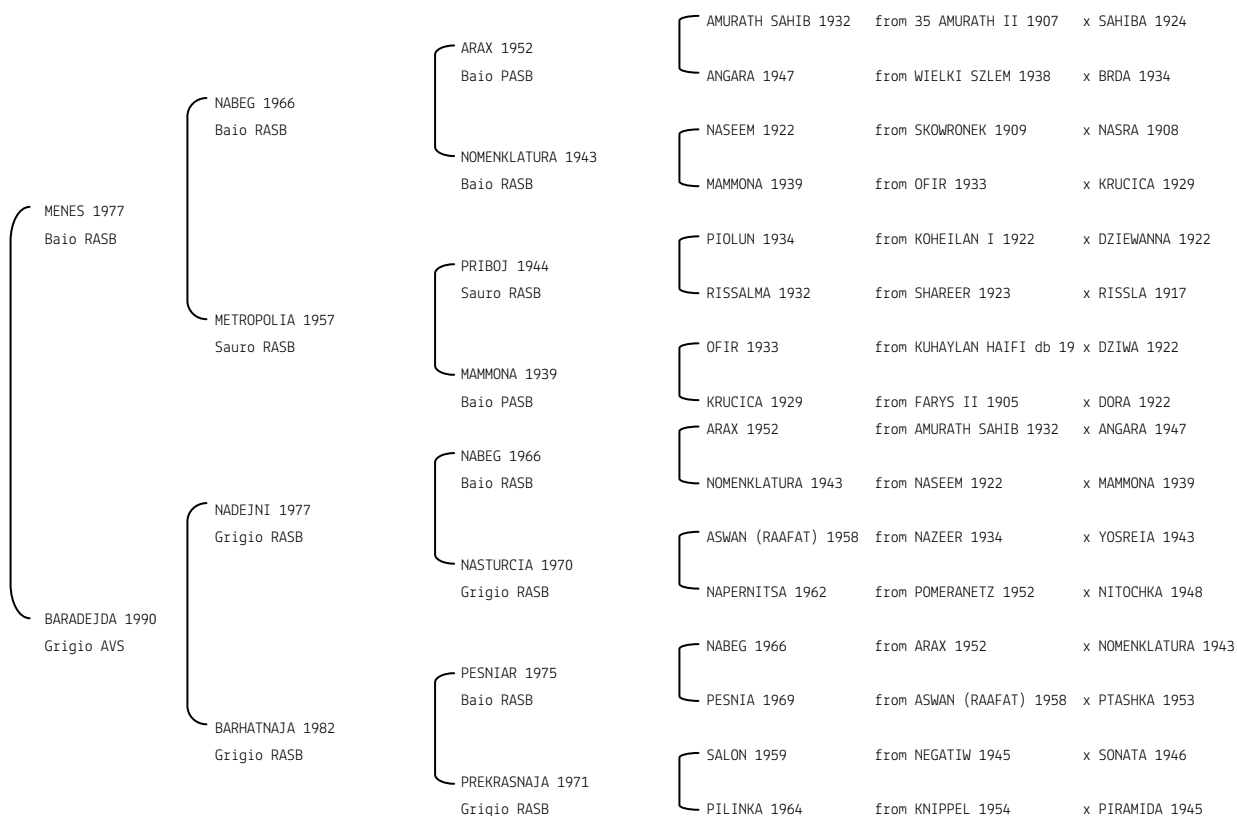 AMURATH SAHIB 1932 from 35 AMURATH II 1907 x SAHIBA 1924
ARAX 1952
Baio PASB
ANGARA 1947 from WIELKI SZLEM 1938 x BRDA 1934
NABEG 1966
Baio RASB
NASEEM 1922 from SKOWRONEK 1909 x NASRA 1908
NOMENKLATURA 1943
Baio RASB
MAMMONA 1939 from OFIR 1933 x KRUCICA 1929
MENES 1977
Baio RASB
PIOLUN 1934 from KOHEILAN I 1922 x DZIEWANNA 1922
PRIBOJ 1944
Sauro RASB
RISSALMA 1932 from SHAREER 1923 x RISSLA 1917
METROPOLIA 1957
Sauro RASB
OFIR 1933 from KUHAYLAN HAIFI db 19 x DZIWA 1922
MAMMONA 1939
Baio PASB
KRUCICA 1929 from FARYS II 1905 x DORA 1922
ARAX 1952 from AMURATH SAHIB 1932 x ANGARA 1947
NABEG 1966
Baio RASB
NOMENKLATURA 1943 from NASEEM 1922 x MAMMONA 1939
NADEJNI 1977
Grigio RASB
ASWAN (RAAFAT) 1958 from NAZEER 1934 x YOSREIA 1943
NASTURCIA 1970
Grigio RASB
NAPERNITSA 1962 from POMERANETZ 1952 x NITOCHKA 1948
BARADEJDA 1990
Grigio AVS
NABEG 1966 from ARAX 1952 x NOMENKLATURA 1943
PESNIAR 1975
Baio RASB
PESNIA 1969 from ASWAN (RAAFAT) 1958 x PTASHKA 1953
BARHATNAJA 1982
Grigio RASB
SALON 1959 from NEGATIW 1945 x SONATA 1946
PREKRASNAJA 1971
Grigio RASB
PILINKA 1964 from KNIPPEL 1954 x PIRAMIDA 1945